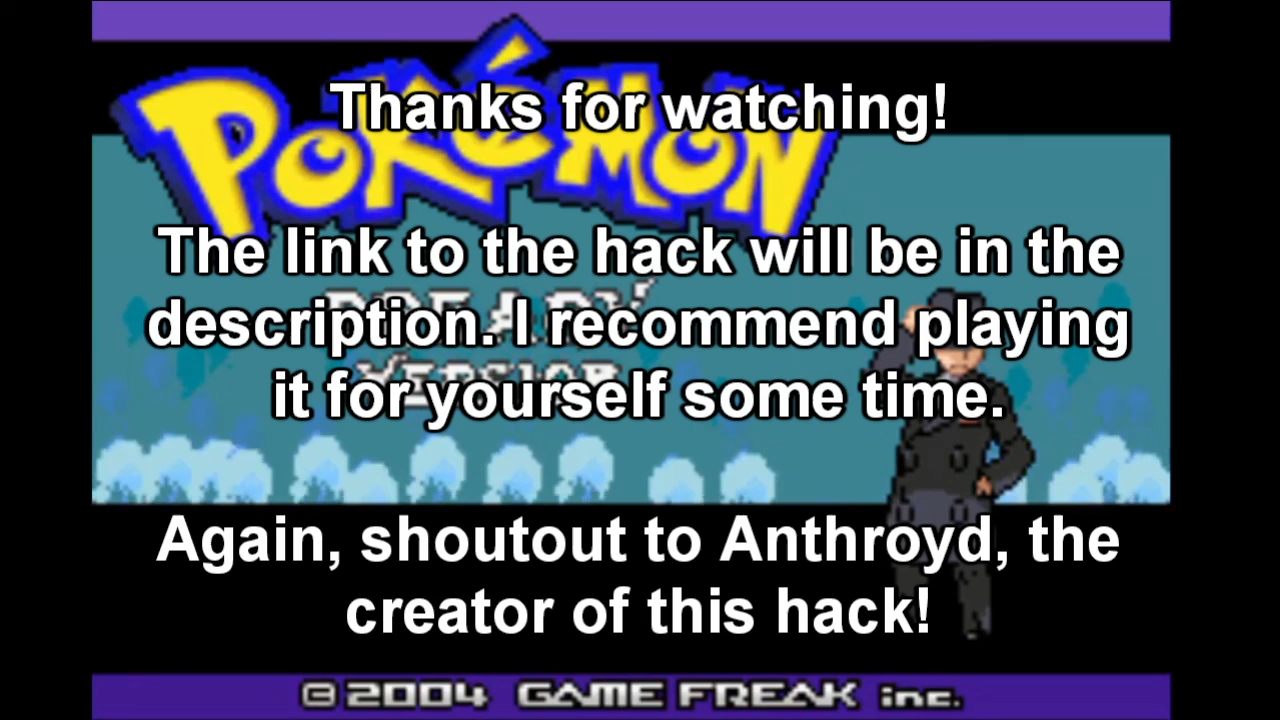 POKéMON
Thanks for watching!
The link to the hack will be in the
description. I recommend playing
it for yourself some time.
Again, shoutout to Anthroyd, the
creator of this hack!
© 2004 GAME FREAK inc.